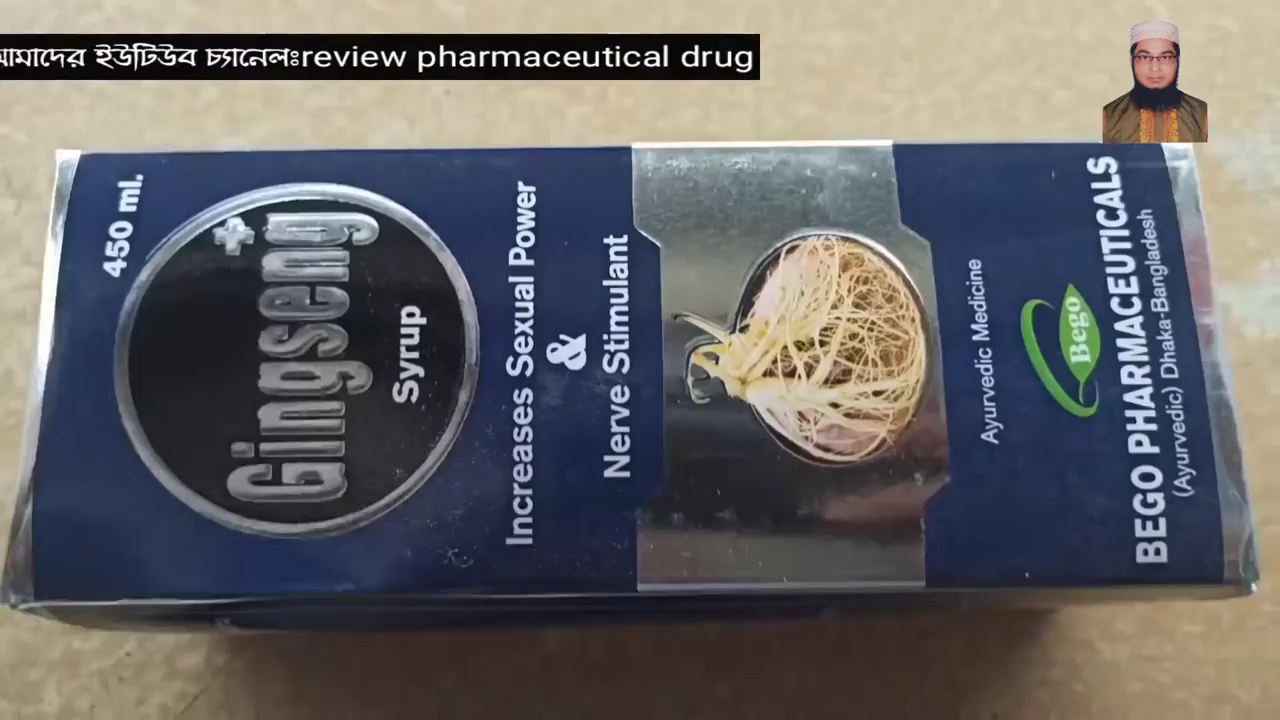 আমাদের ইউটিউব চ্যানেলঃreview pharmaceutical drug
450 ml.
Gingseng+
Syrup
Increases Sexual Power
&
Nerve Stimulant
Ayurvedic Medicine
Bego
BEGO PHARMACEUTICALS
(Ayurvedic) Dhaka-Bangladesh